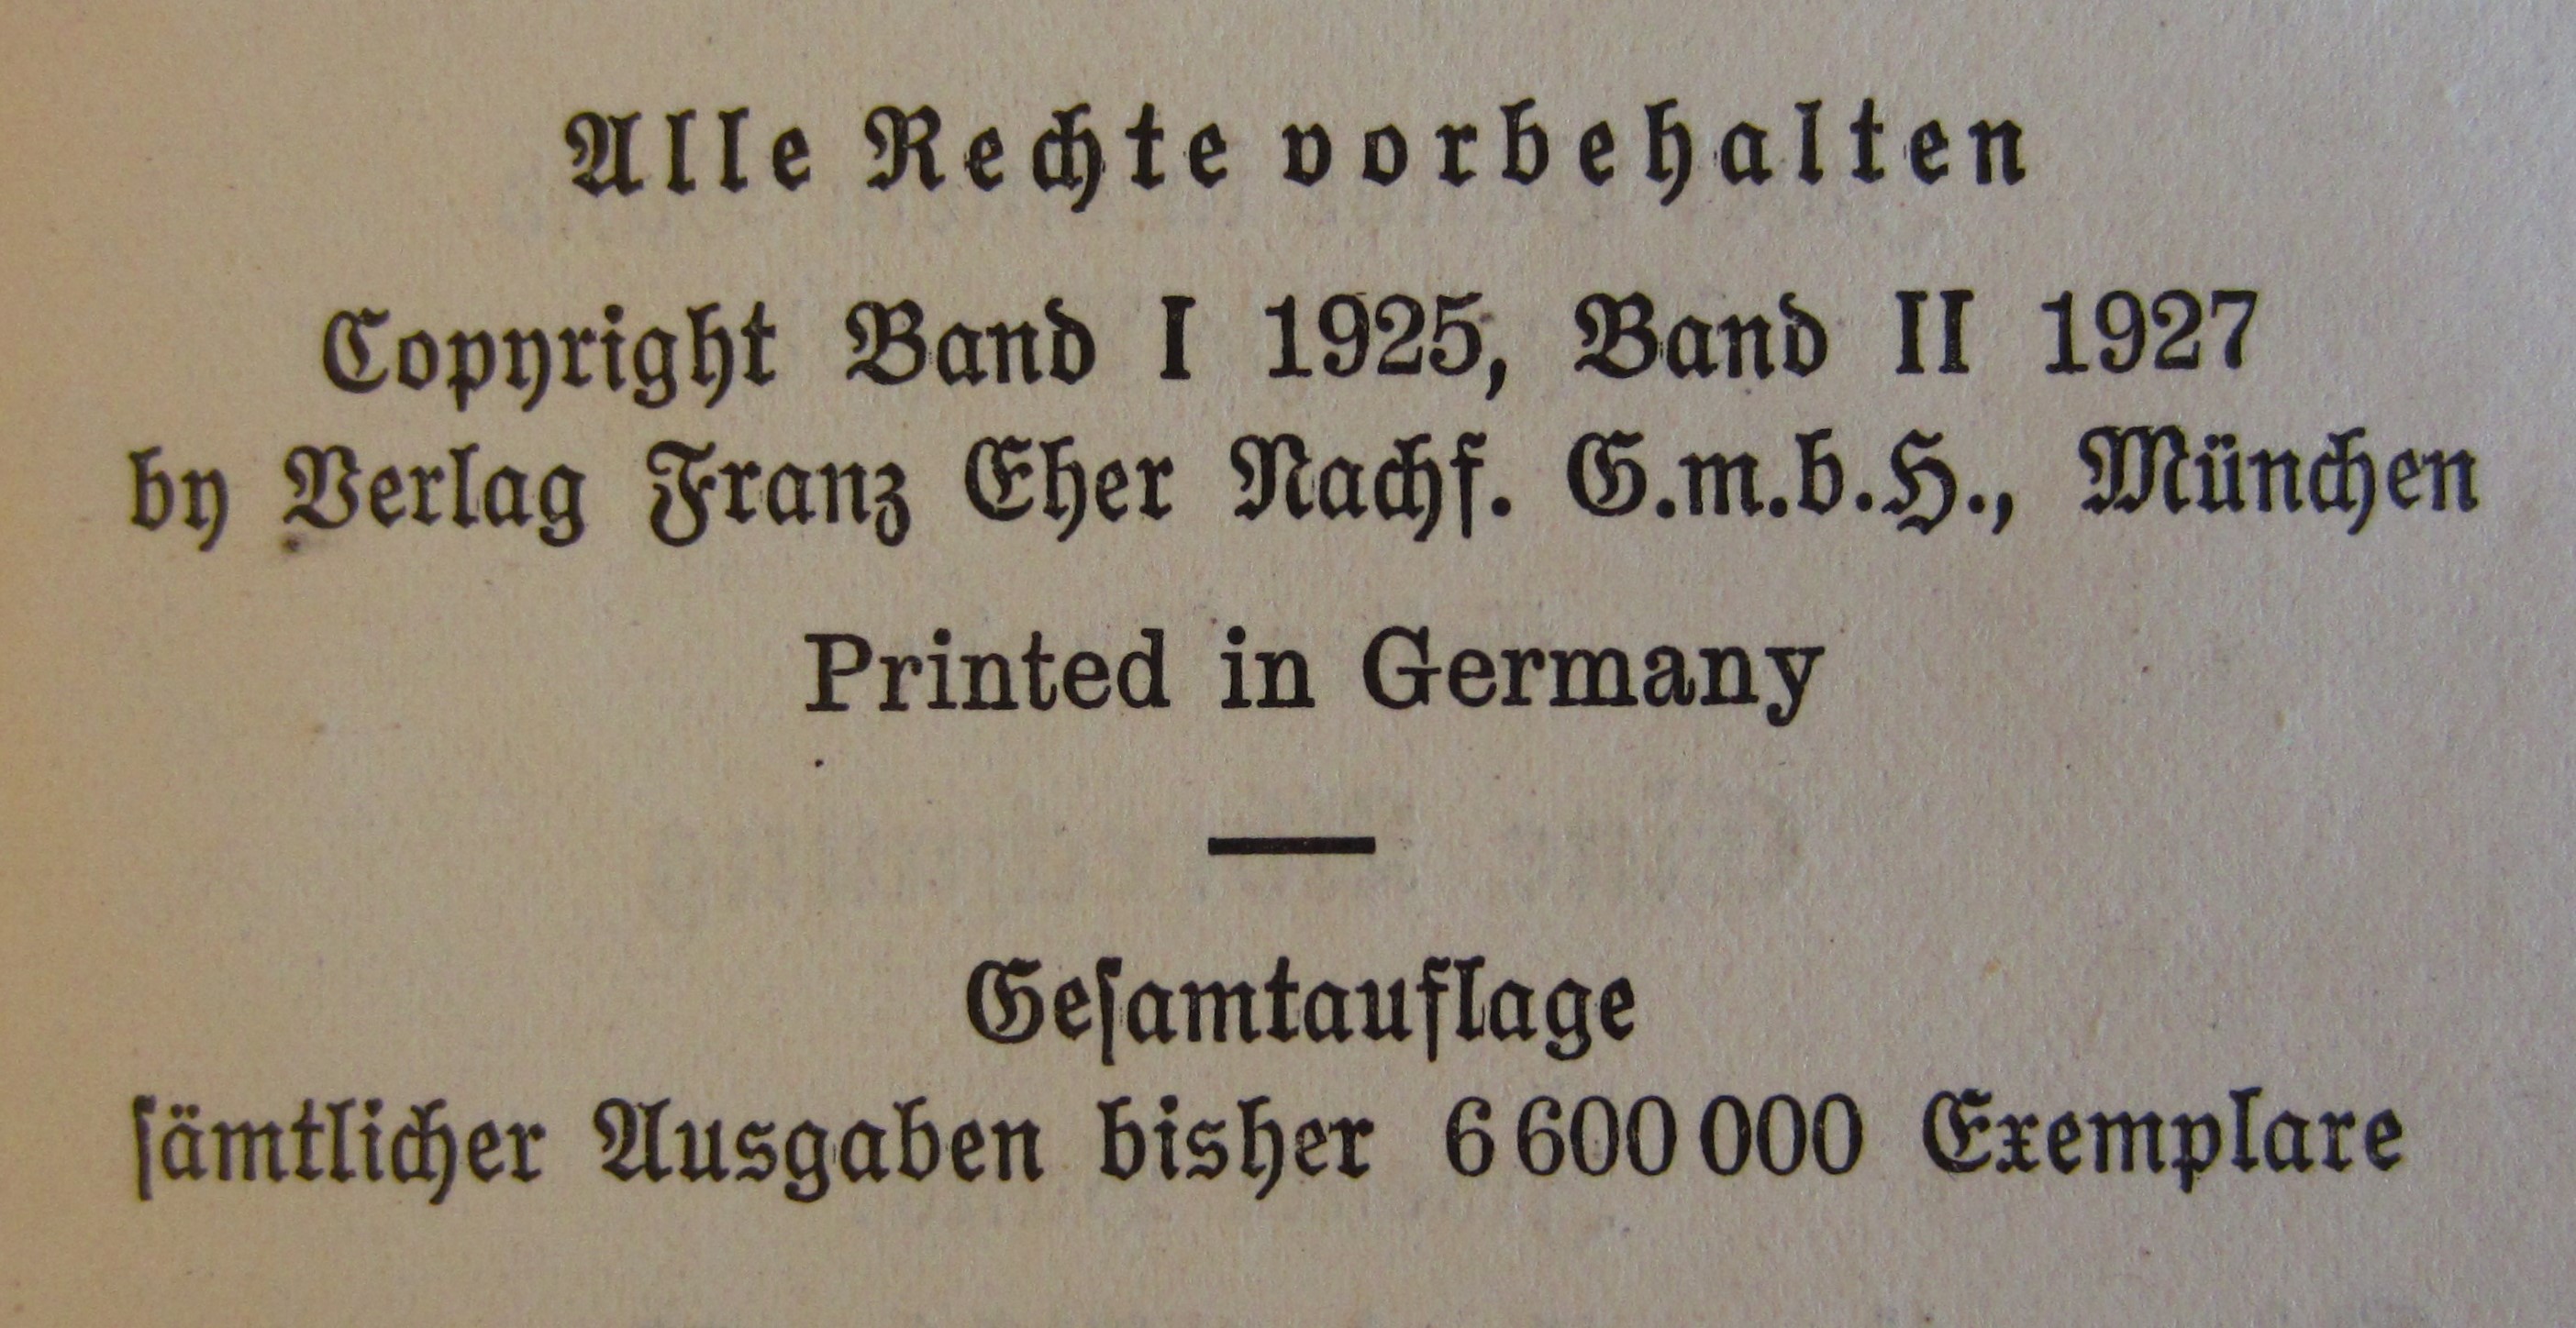 Alle Rechte vorbehalten
Copyright Band I 1925, Band II 1927
by Verlag Franz Eher Nachf. G.m.b.H., München
Printed in Germany
Geſamtauflage
ſämtlicher Ausgaben bisher 6 600 000 Exemplare